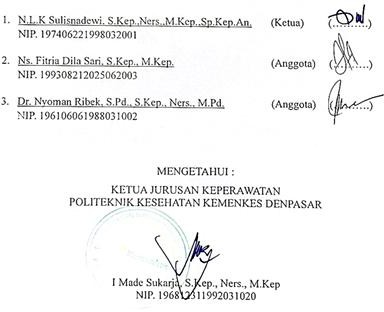 1. N.L.K Sulisnadewi, S.Kep.,Ners.,M.Kep.,Sp.Kep.An. (Ketua) (............)
NIP. 197406221998032001
2. Ns. Fitria Dila Sari, S.Kep., M.Kep. (Anggota) (............)
NIP. 199308212025062003
3. Dr. Nyoman Ribek, S.Pd., S.Kep., Ners., M.Pd. (Anggota) (............)
NIP. 196106061988031002
MENGETAHUI :
KETUA JURUSAN KEPERAWATAN
POLITEKNIK KESEHATAN KEMENKES DENPASAR
I Made Sukarja, S.Kep., Ners., M.Kep
NIP. 196812311992031020